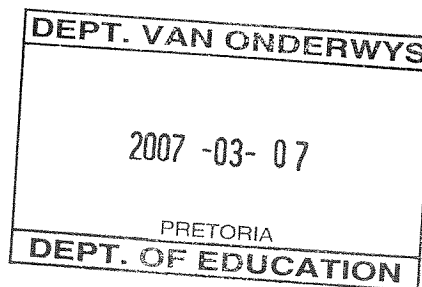 DEPT. VAN ONDERWYS
2007 -03- 07
PRETORIA
DEPT. OF EDUCATION